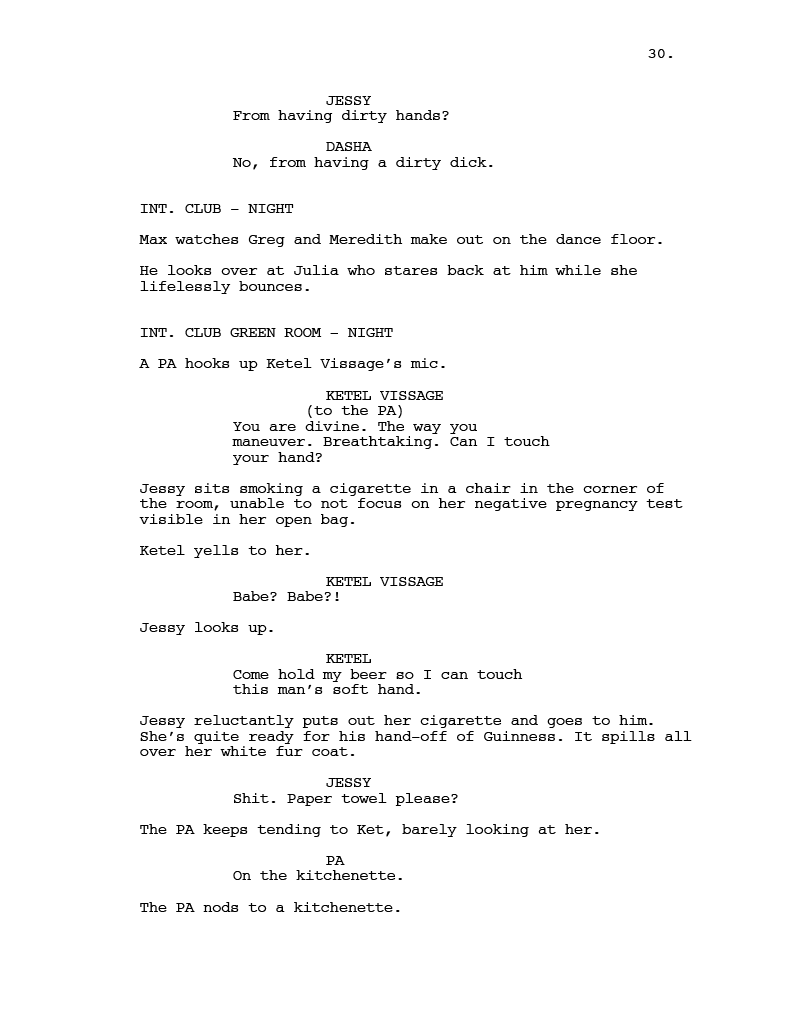 30.
JESSY
From having dirty hands?
DASHA
No, from having a dirty dick.
INT. CLUB – NIGHT
Max watches Greg and Meredith make out on the dance floor.
He looks over at Julia who stares back at him while she
lifelessly bounces.
INT. CLUB GREEN ROOM – NIGHT
A PA hooks up Ketel Vissage’s mic.
KETEL VISSAGE
(to the PA)
You are divine. The way you
maneuver. Breathtaking. Can I touch
your hand?
Jessy sits smoking a cigarette in a chair in the corner of
the room, unable to not focus on her negative pregnancy test
visible in her open bag.
Ketel yells to her.
KETEL VISSAGE
Babe? Babe?!
Jessy looks up.
KETEL
Come hold my beer so I can touch
this man’s soft hand.
Jessy reluctantly puts out her cigarette and goes to him.
She’s quite ready for his hand–off of Guinness. It spills all
over her white fur coat.
JESSY
Shit. Paper towel please?
The PA keeps tending to Ket, barely looking at her.
PA
On the kitchenette.
The PA nods to a kitchenette.